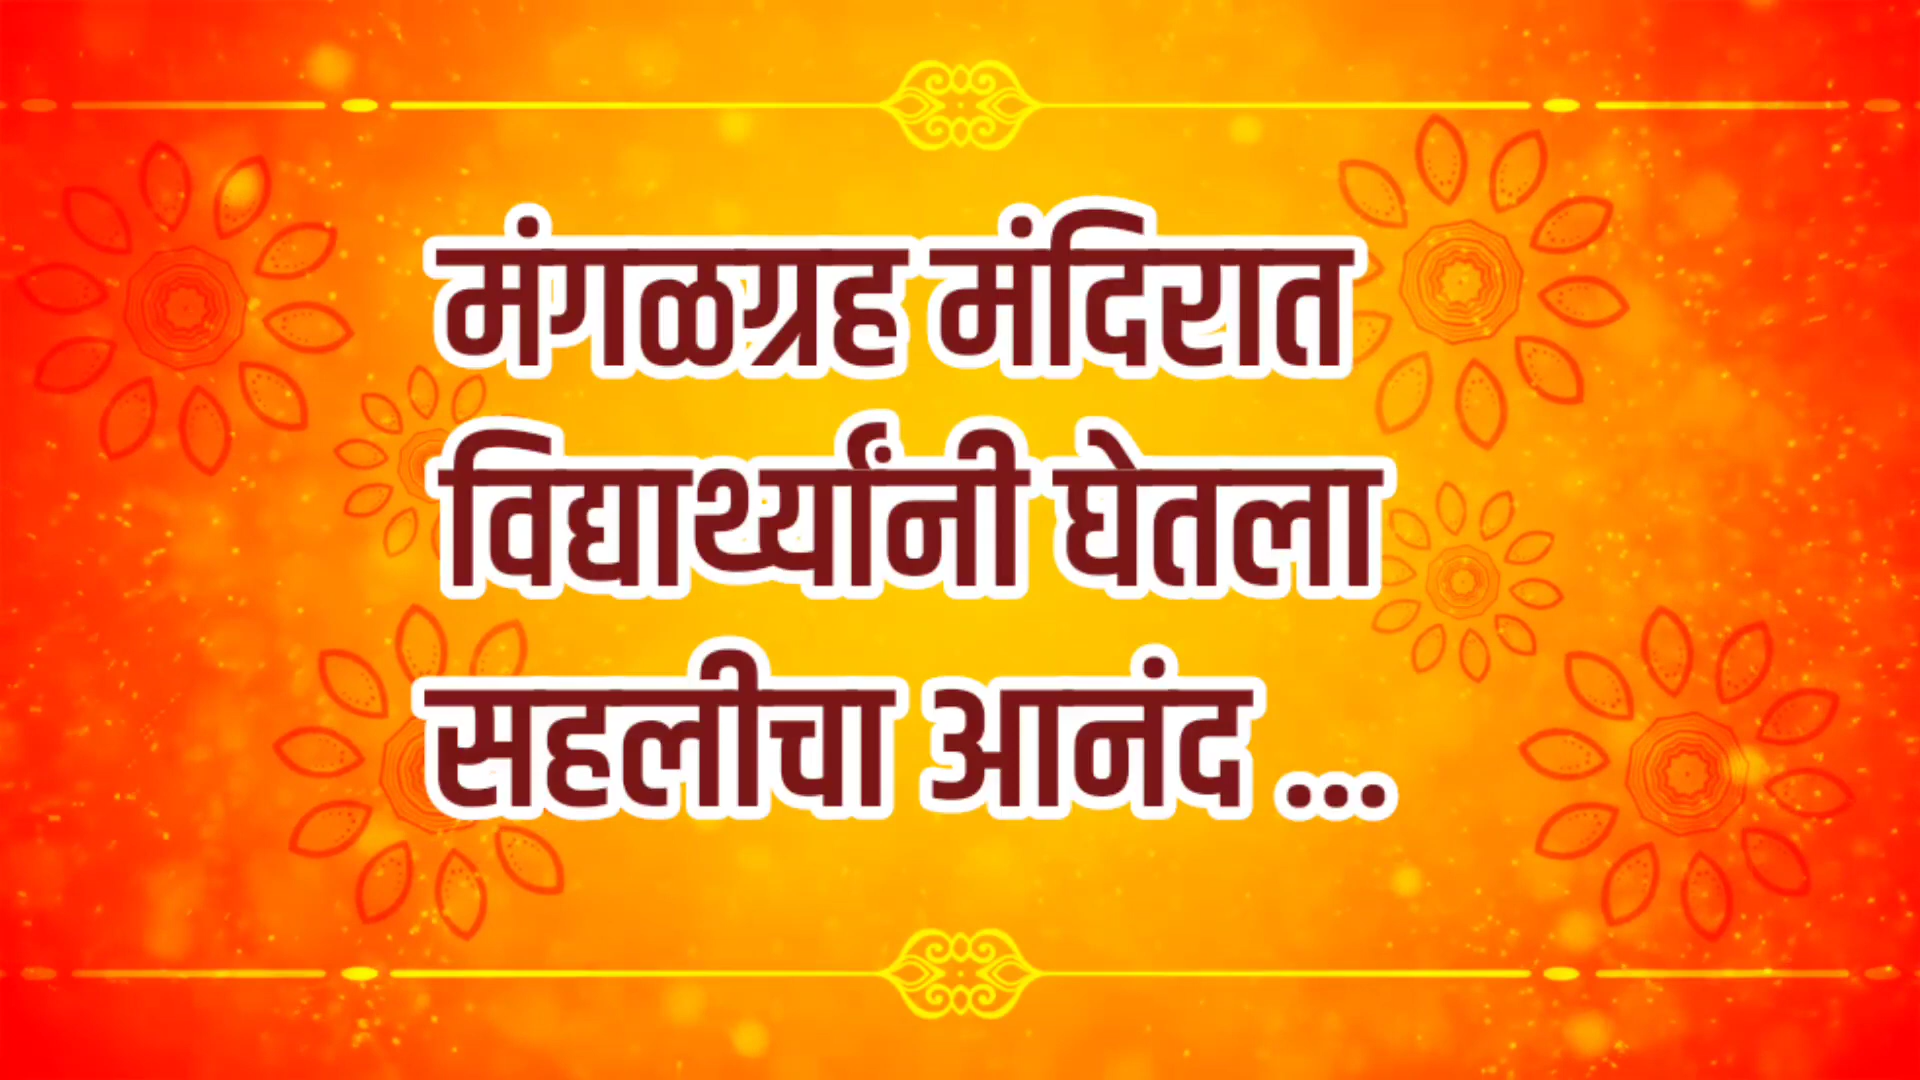 मंगळग्रह मंदिरात
विद्यार्थ्यांनी घेतला
सहलीचा आनंद ...